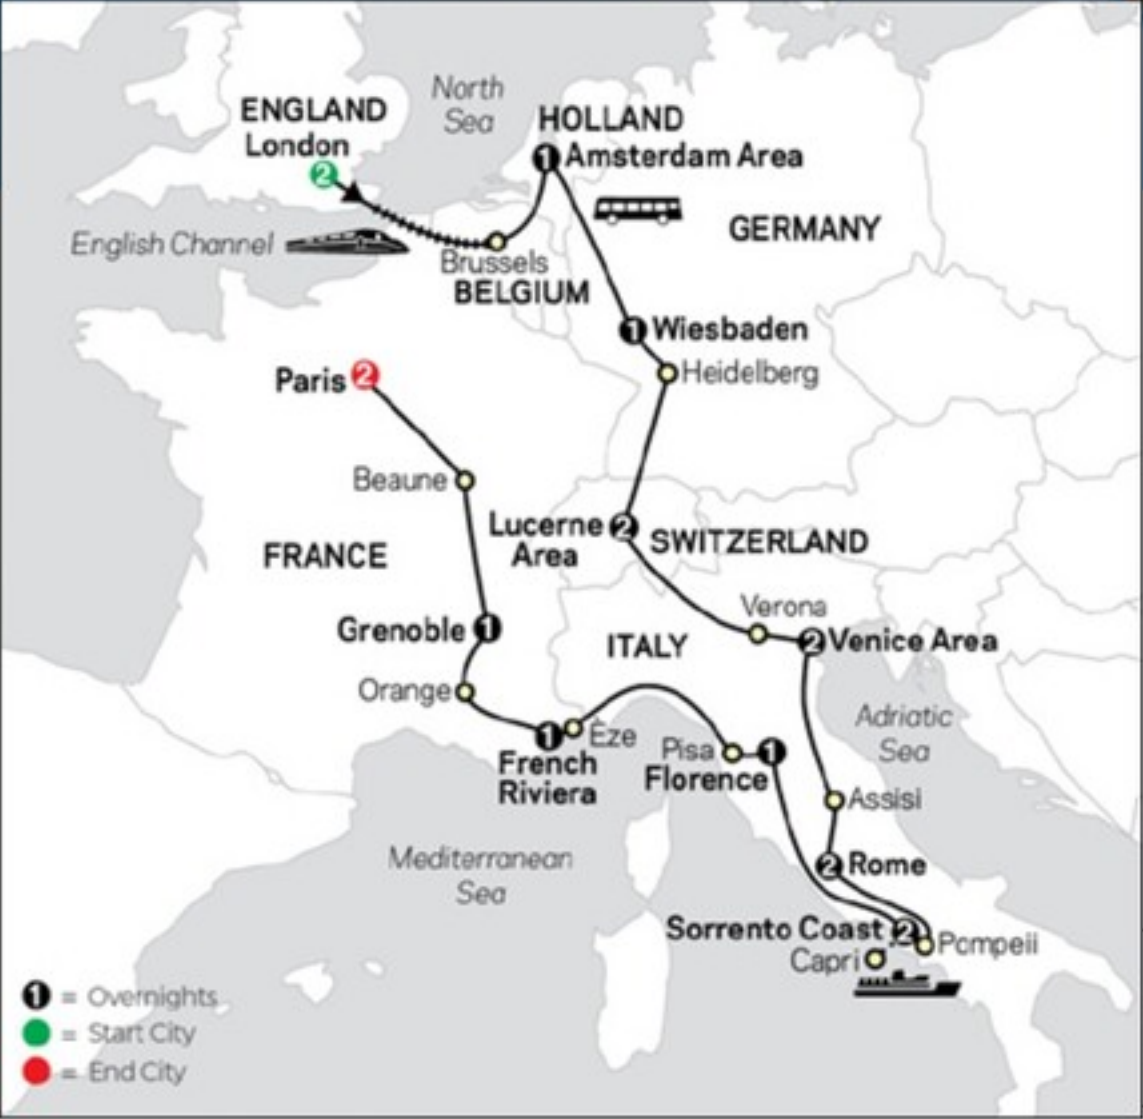 North
Sea
ENGLAND
London
2
HOLLAND
1 Amsterdam Area
GERMANY
English Channel
Brussels
BELGIUM
1 Wiesbaden
Heidelberg
Paris 2
Beaune
Lucerne 2
Area
SWITZERLAND
FRANCE
Verona
Grenoble 1
ITALY
2 Venice Area
Orange
Adriatic
Sea
1 Èze
French
Riviera
Pisa 1
Florence
Assisi
Mediterranean
Sea
2 Rome
Sorrento Coast 2
Pompeii
Capri
1 = Overnights
= Start City
= End City